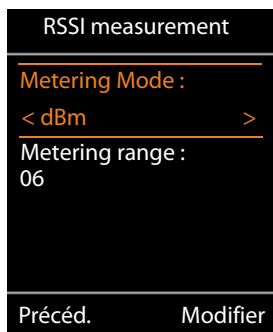 RSSI measurement
Metering Mode :
< dBm >
Metering range :
06
Précéd. Modifier